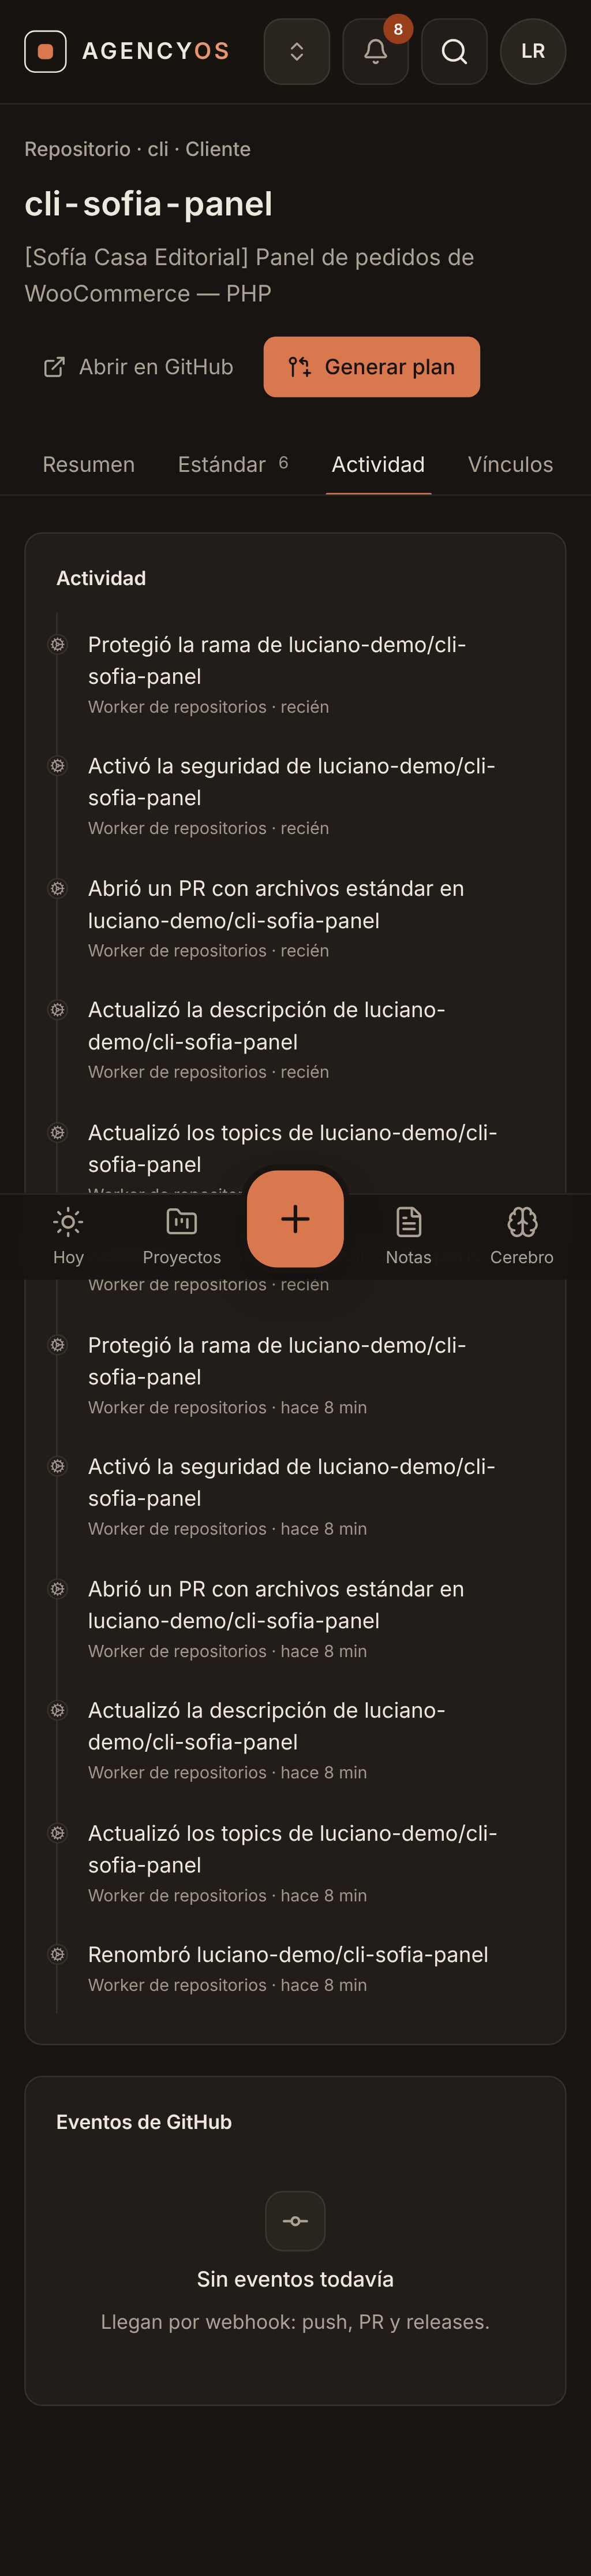 AGENCYOS
8
LR
Repositorio · cli · Cliente
cli-sofia-panel
[Sofía Casa Editorial] Panel de pedidos de
WooCommerce — PHP
Abrir en GitHub
Generar plan
Resumen
Estándar 6
Actividad
Vínculos
Actividad
Protegió la rama de luciano-demo/cli-
sofia-panel
Worker de repositorios · recién
Activó la seguridad de luciano-demo/cli-
sofia-panel
Worker de repositorios · recién
Abrió un PR con archivos estándar en
luciano-demo/cli-sofia-panel
Worker de repositorios · recién
Actualizó la descripción de luciano-
demo/cli-sofia-panel
Worker de repositorios · recién
Actualizó los topics de luciano-demo/cli-
sofia-panel
Hoy
Proyectos
Notas
Cerebro
Worker de repositorios · recién
Protegió la rama de luciano-demo/cli-
sofia-panel
Worker de repositorios · hace 8 min
Activó la seguridad de luciano-demo/cli-
sofia-panel
Worker de repositorios · hace 8 min
Abrió un PR con archivos estándar en
luciano-demo/cli-sofia-panel
Worker de repositorios · hace 8 min
Actualizó la descripción de luciano-
demo/cli-sofia-panel
Worker de repositorios · hace 8 min
Actualizó los topics de luciano-demo/cli-
sofia-panel
Worker de repositorios · hace 8 min
Renombró luciano-demo/cli-sofia-panel
Worker de repositorios · hace 8 min
Eventos de GitHub
Sin eventos todavía
Llegan por webhook: push, PR y releases.